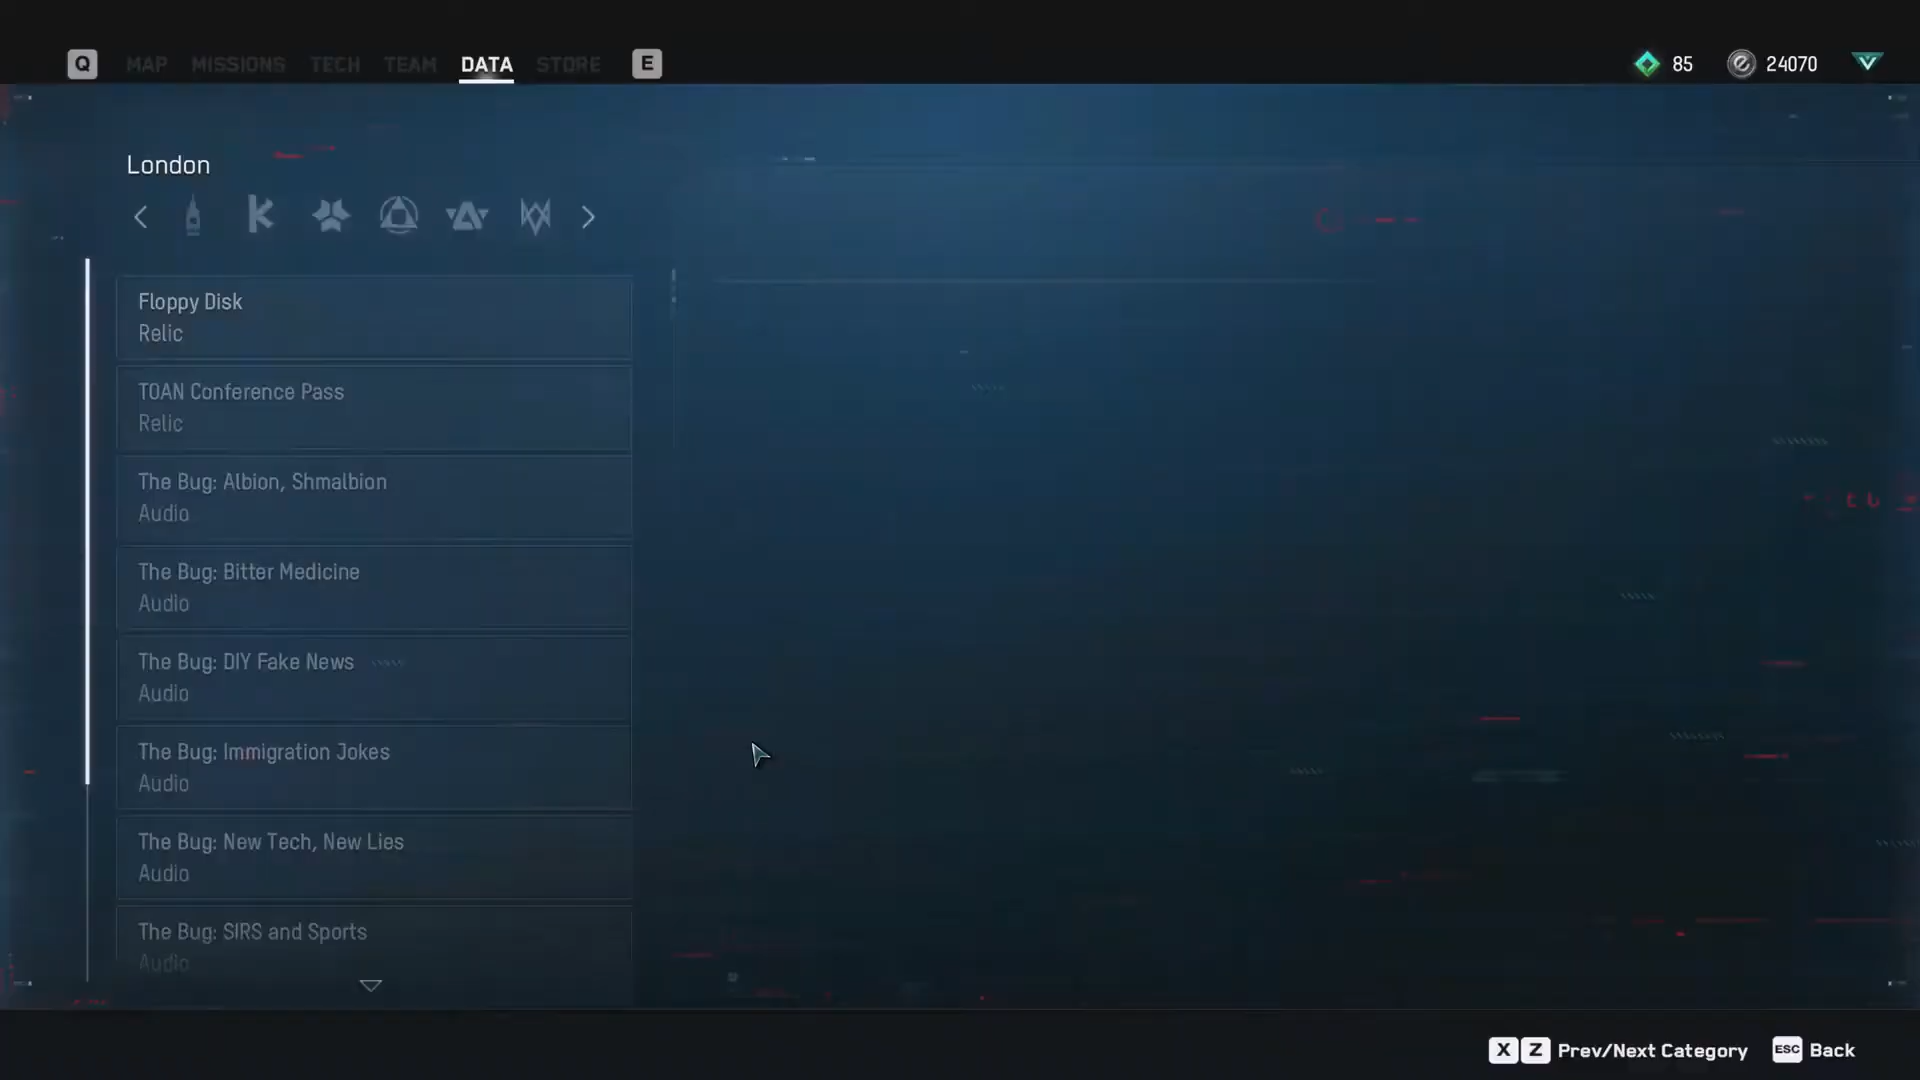 Q MAP MISSIONS TECH TEAM DATA STORE E 85 24070
London
Floppy Disk
Relic
TOAN Conference Pass
Relic
The Bug: Albion, Shmalbion
Audio
The Bug: Bitter Medicine
Audio
The Bug: DIY Fake News
Audio
The Bug: Immigration Jokes
Audio
The Bug: New Tech, New Lies
Audio
The Bug: SIRS and Sports
Audio
X Z Prev/Next Category ESC Back